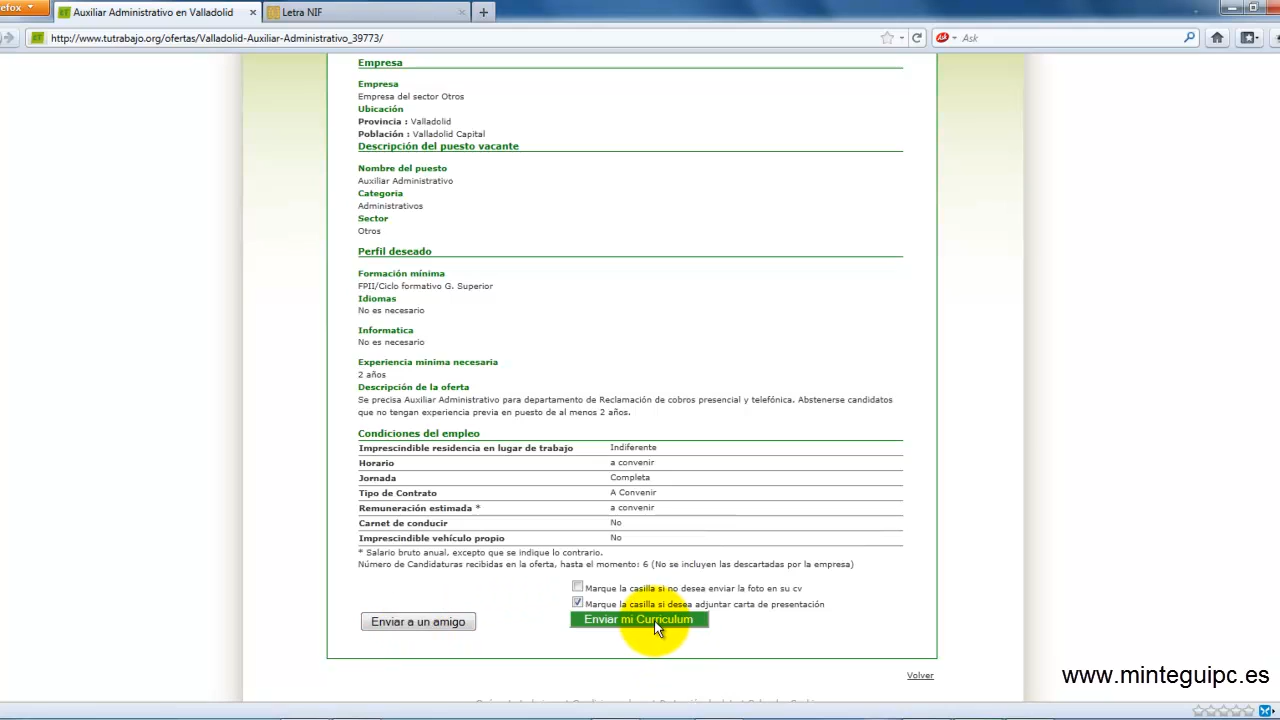 efox
Auxiliar Administrativo en Valladolid
Letra NIF
http://www.tutrabajo.org/ofertas/Valladolid-Auxiliar-Administrativo_39773/
Ask
Empresa
Empresa
Empresa del sector Otros
Ubicación
Provincia : Valladolid
Población : Valladolid Capital
Descripción del puesto vacante
Nombre del puesto
Auxiliar Administrativo
Categoria
Administrativos
Sector
Otros
Perfil deseado
Formación mínima
FPII/Ciclo formativo G. Superior
Idiomas
No es necesario
Informatica
No es necesario
Experiencia minima necesaria
2 años
Descripción de la oferta
Se precisa Auxiliar Administrativo para departamento de Reclamación de cobros presencial y telefónica. Abstenerse candidatos
que no tengan experiencia previa en puesto de al menos 2 años.
Condiciones del empleo
Imprescindible residencia en lugar de trabajo Indiferente
Horario a convenir
Jornada Completa
Tipo de Contrato A Convenir
Remuneración estimada * a convenir
Carnet de conducir No
Imprescindible vehículo propio No
* Salario bruto anual, excepto que se indique lo contrario.
Número de Candidaturas recibidas en la oferta, hasta el momento: 6 (No se incluyen las descartadas por la empresa)
Marque la casilla si no desea enviar la foto en su cv
Marque la casilla si desea adjuntar carta de presentación
Enviar a un amigo
Enviar mi Curriculum
Volver
www.minteguipc.es